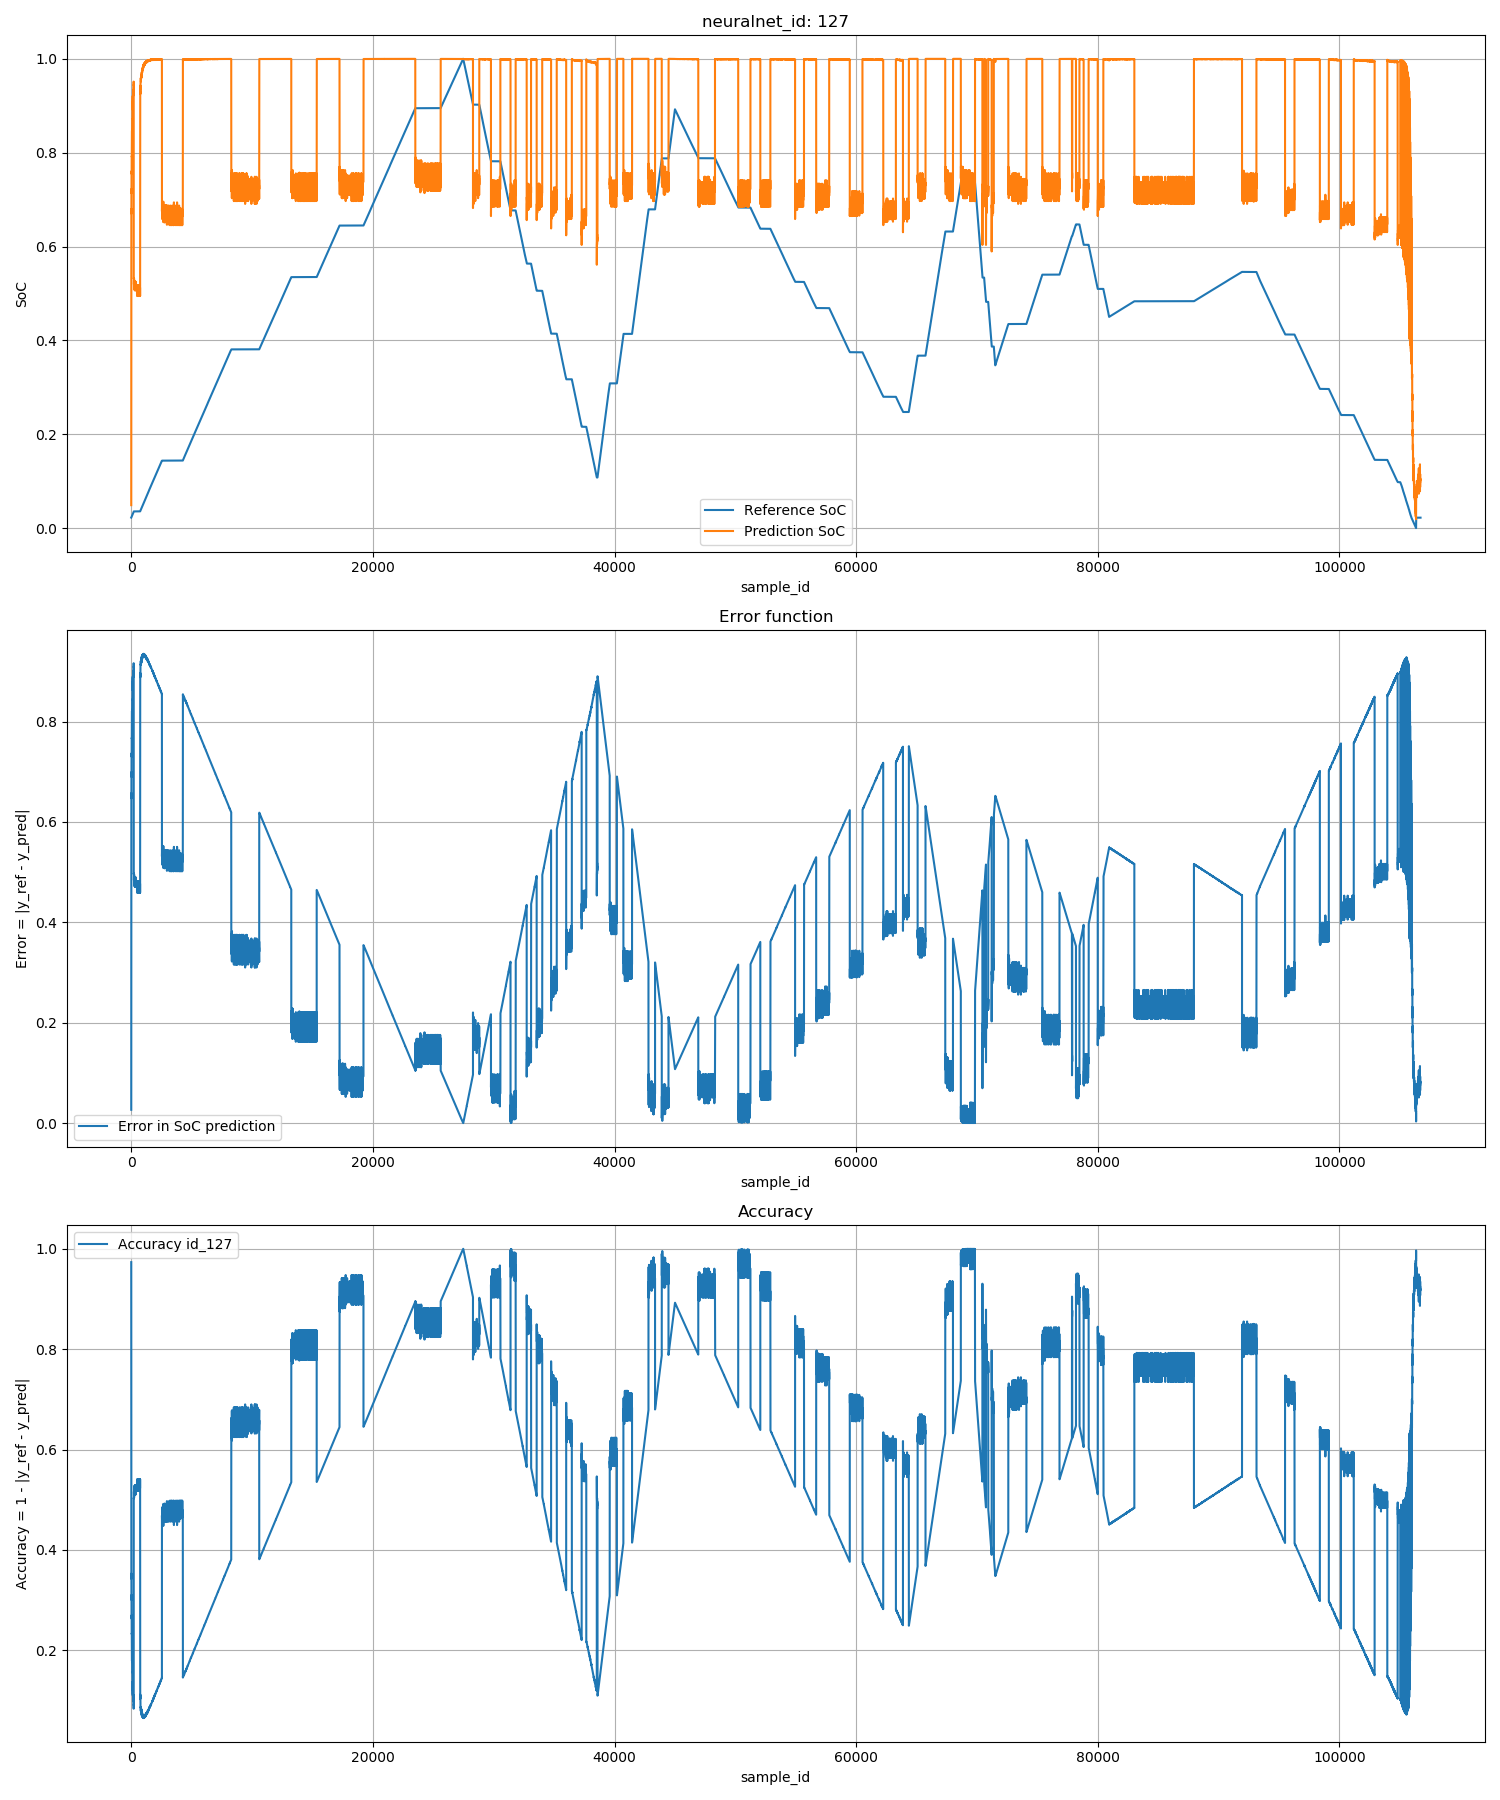 neuralnet_id: 127
1.0
0.8
0.6
0.4
0.2
0.0
SoC
Reference SoC
Prediction SoC
0 20000 40000 60000 80000 100000
sample_id
Error function
0.8
0.6
0.4
0.2
0.0
Error = |y_ref - y_pred|
Error in SoC prediction
0 20000 40000 60000 80000 100000
sample_id
Accuracy
Accuracy id_127
1.0
0.8
0.6
0.4
0.2
Accuracy = 1 - |y_ref - y_pred|
0 20000 40000 60000 80000 100000
sample_id